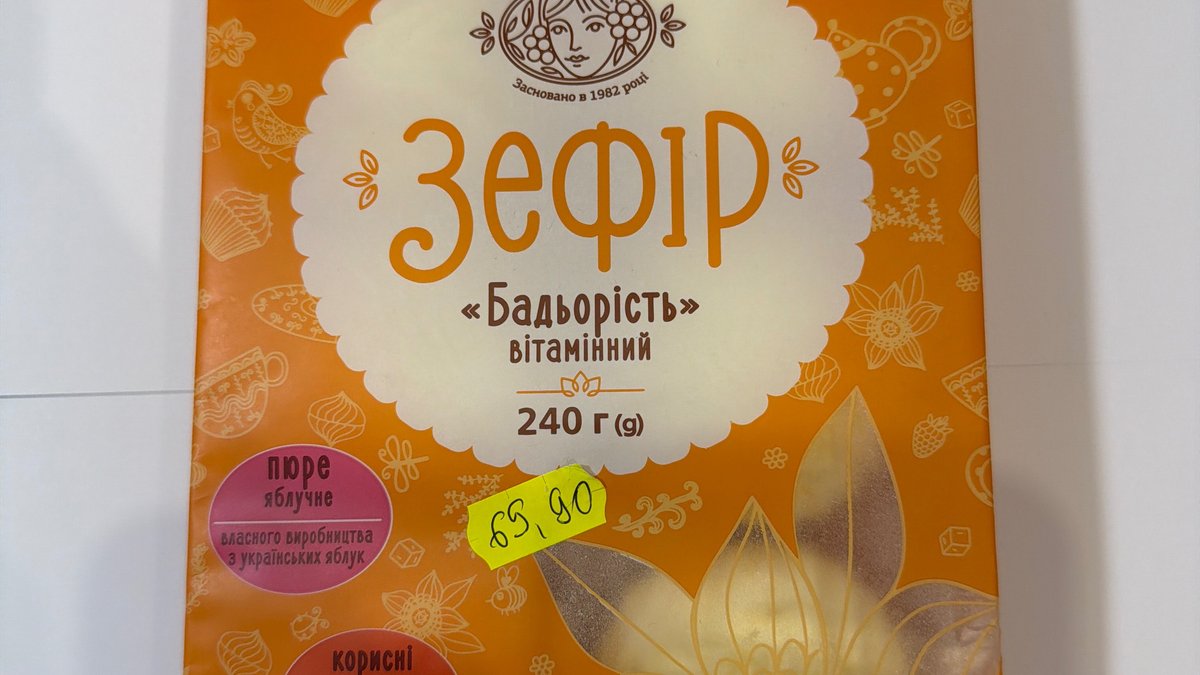 Засновано в 1982 році
Зефір
«Бадьорість»
вітамінний
240 г (g)
65,90
пюре
яблучне
власного виробництва
з українських яблук
корисні